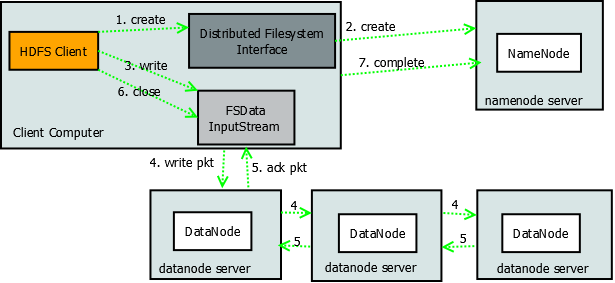 1. create
Distributed Filesystem
Interface
2. create
HDFS Client
NameNode
3. write
7. complete
6. close
FSData
InputStream
namenode server
Client Computer
4. write pkt
5. ack pkt
4
4
DataNode
DataNode
DataNode
5
5
datanode server
datanode server
datanode server